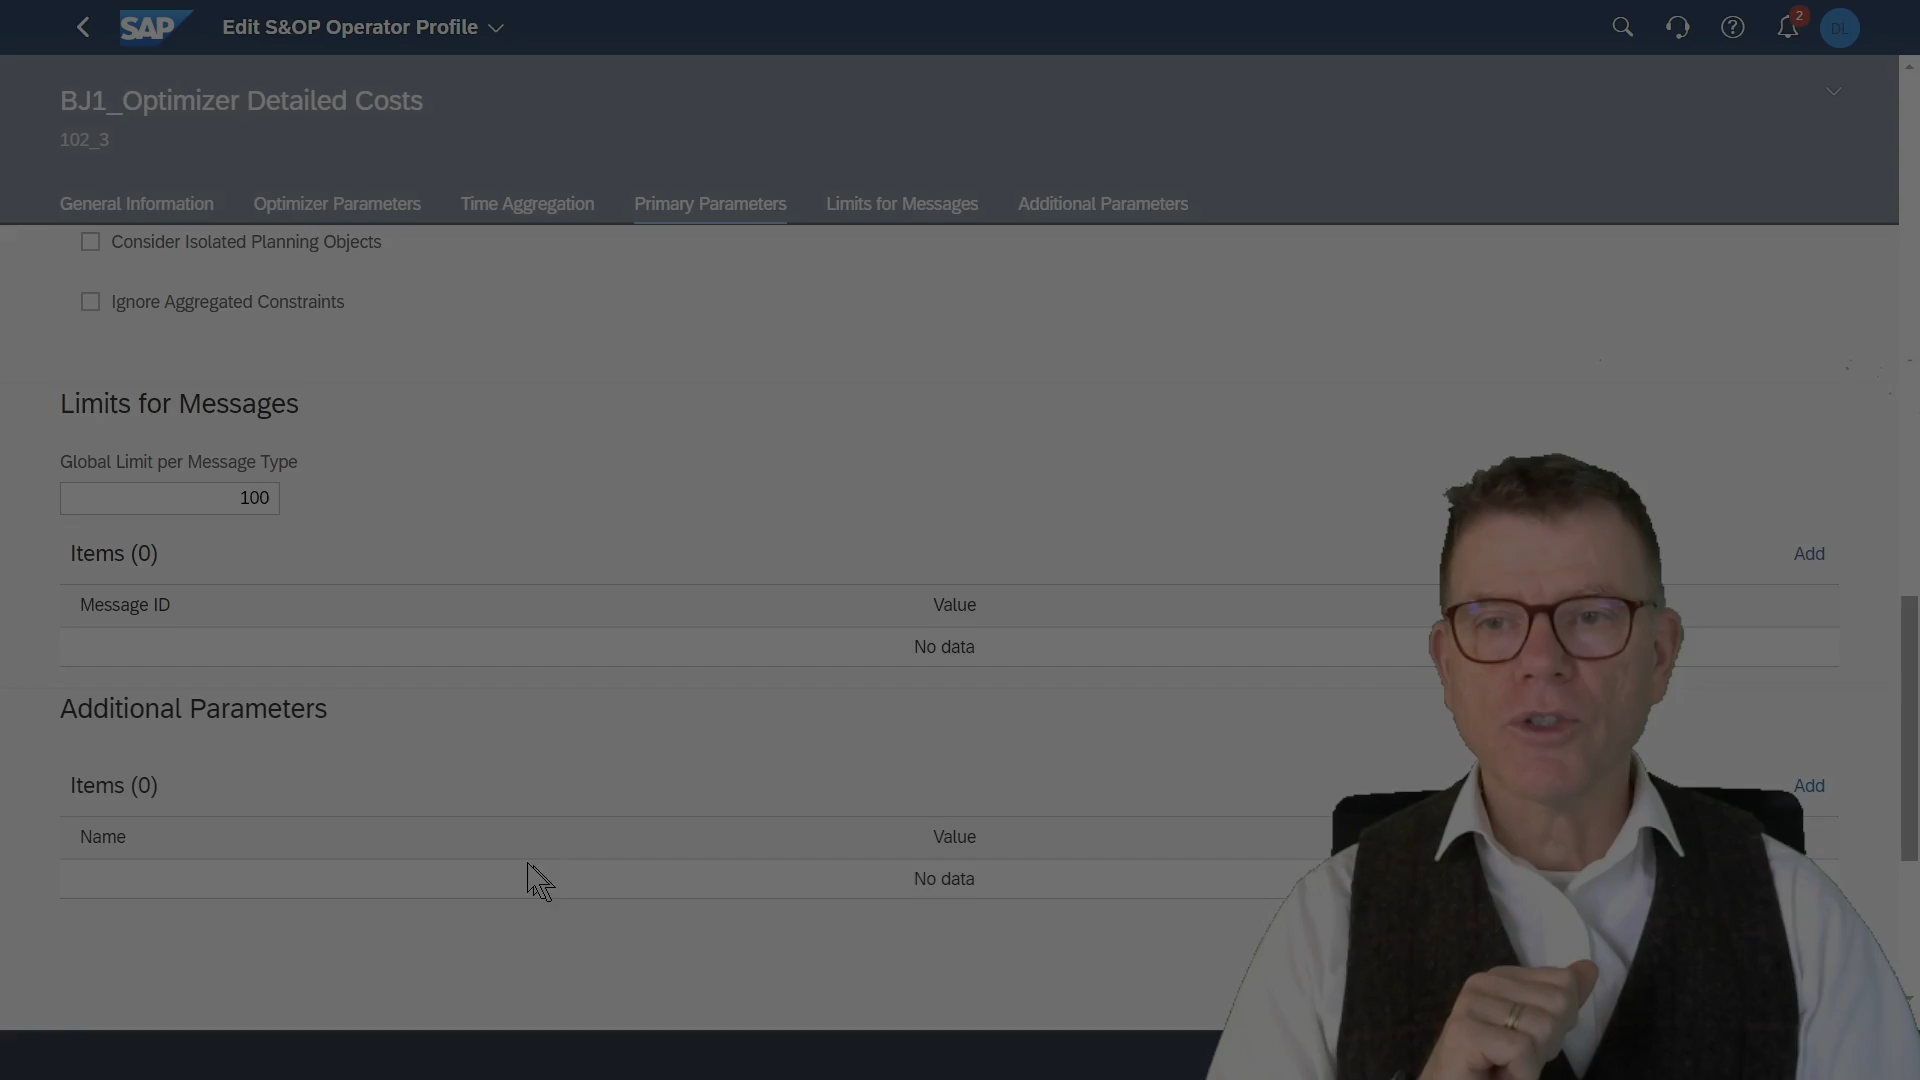 SAP
Edit S&OP Operator Profile
2
DL
BJ1_Optimizer Detailed Costs
102_3
General Information Optimizer Parameters Time Aggregation Primary Parameters Limits for Messages Additional Parameters
Consider Isolated Planning Objects
Ignore Aggregated Constraints
Limits for Messages
Global Limit per Message Type
100
Items (0)
Add
Message ID Value
No data
Additional Parameters
Items (0)
Add
Name Value
No data